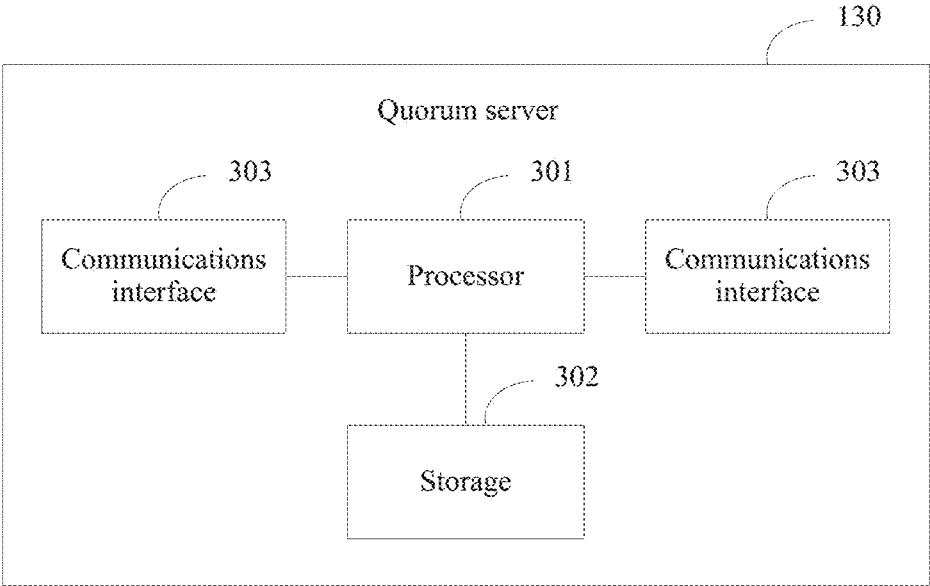 130
Quorum server
303
301
303
Communications
interface
Processor
Communications
interface
302
Storage